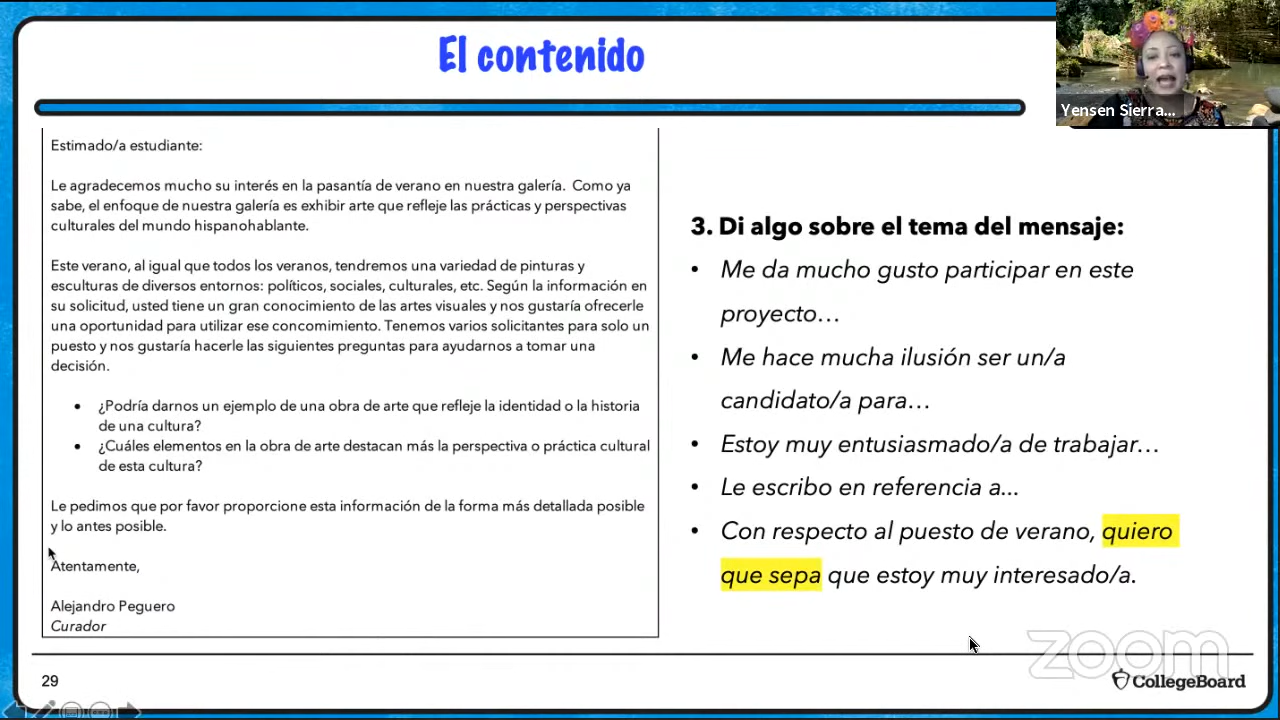 El contenido
Yensen Sierra...
Estimado/a estudiante:
Le agradecemos mucho su interés en la pasantía de verano en nuestra galería. Como ya
sabe, el enfoque de nuestra galería es exhibir arte que refleje las prácticas y perspectivas
culturales del mundo hispanohablante.
Este verano, al igual que todos los veranos, tendremos una variedad de pinturas y
esculturas de diversos entornos: políticos, sociales, culturales, etc. Según la información en
su solicitud, usted tiene un gran conocimiento de las artes visuales y nos gustaría ofrecerle
una oportunidad para utilizar ese concomimiento. Tenemos varios solicitantes para solo un
puesto y nos gustaría hacerle las siguientes preguntas para ayudarnos a tomar una
decisión.
• ¿Podría darnos un ejemplo de una obra de arte que refleje la identidad o la historia
de una cultura?
• ¿Cuáles elementos en la obra de arte destacan más la perspectiva o práctica cultural
de esta cultura?
Le pedimos que por favor proporcione esta información de la forma más detallada posible
y lo antes posible.
Atentamente,
Alejandro Peguero
Curador
3. Di algo sobre el tema del mensaje:
• Me da mucho gusto participar en este
proyecto…
• Me hace mucha ilusión ser un/a
candidato/a para…
• Estoy muy entusiasmado/a de trabajar…
• Le escribo en referencia a...
• Con respecto al puesto de verano, quiero
que sepa que estoy muy interesado/a.
zoom
29
CollegeBoard